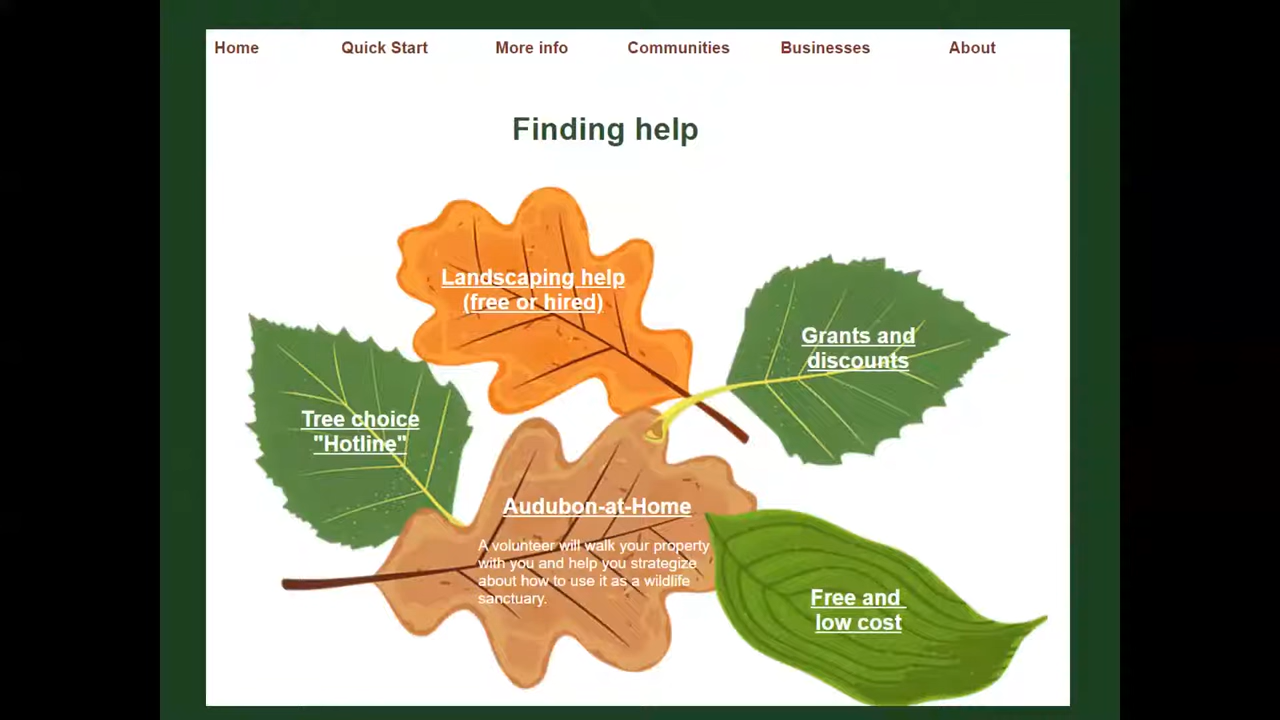 Home Quick Start More info Communities Businesses About
Finding help
Landscaping help
(free or hired)
Grants and
discounts
Tree choice
"Hotline"
Audubon-at-Home
A volunteer will walk your property
with you and help you strategize
about how to use it as a wildlife
sanctuary.
Free and
low cost